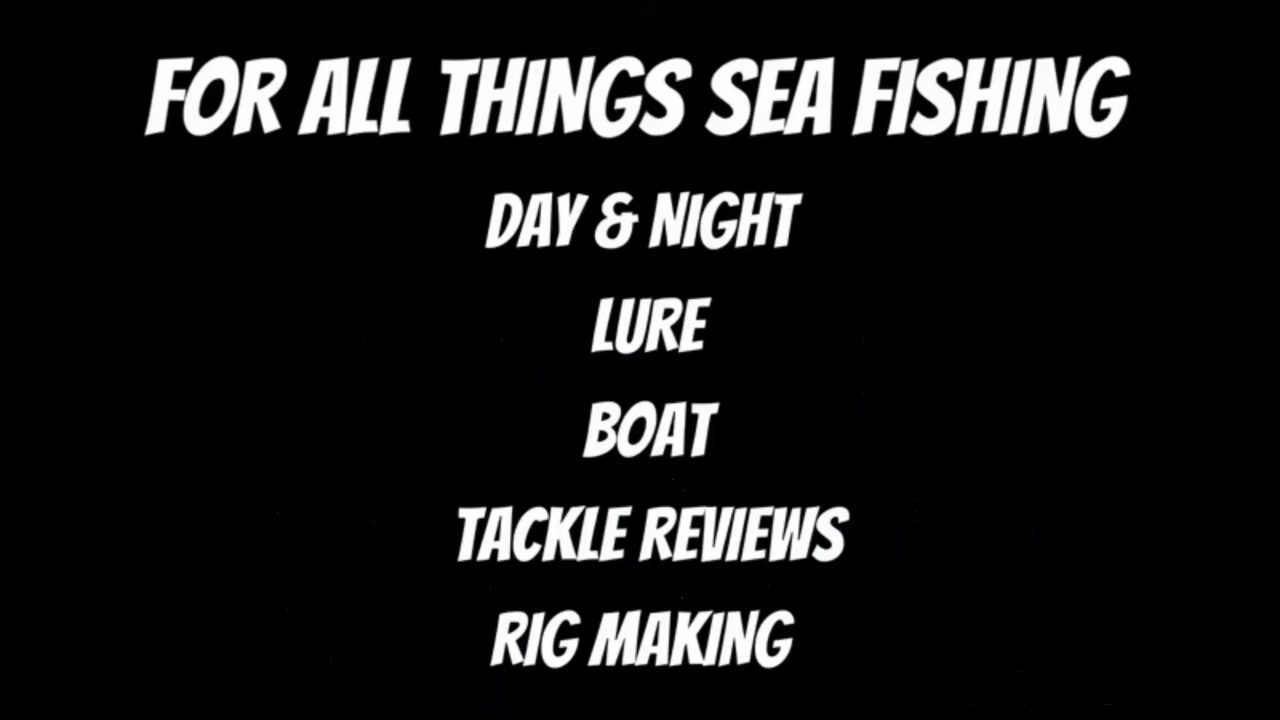 FOR ALL THINGS SEA FISHING
DAY & NIGHT
LURE
BOAT
TACKLE REVIEWS
RIG MAKING